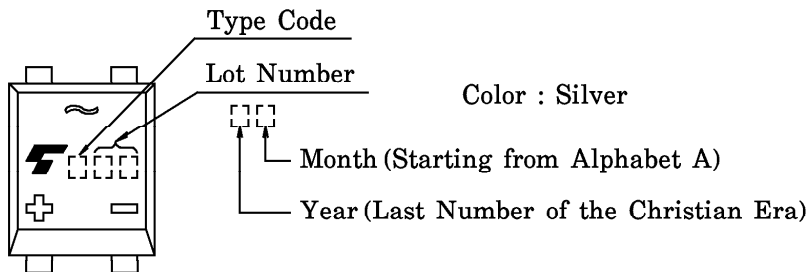 Type Code
Lot Number
Color : Silver
Month (Starting from Alphabet A)
Year (Last Number of the Christian Era)